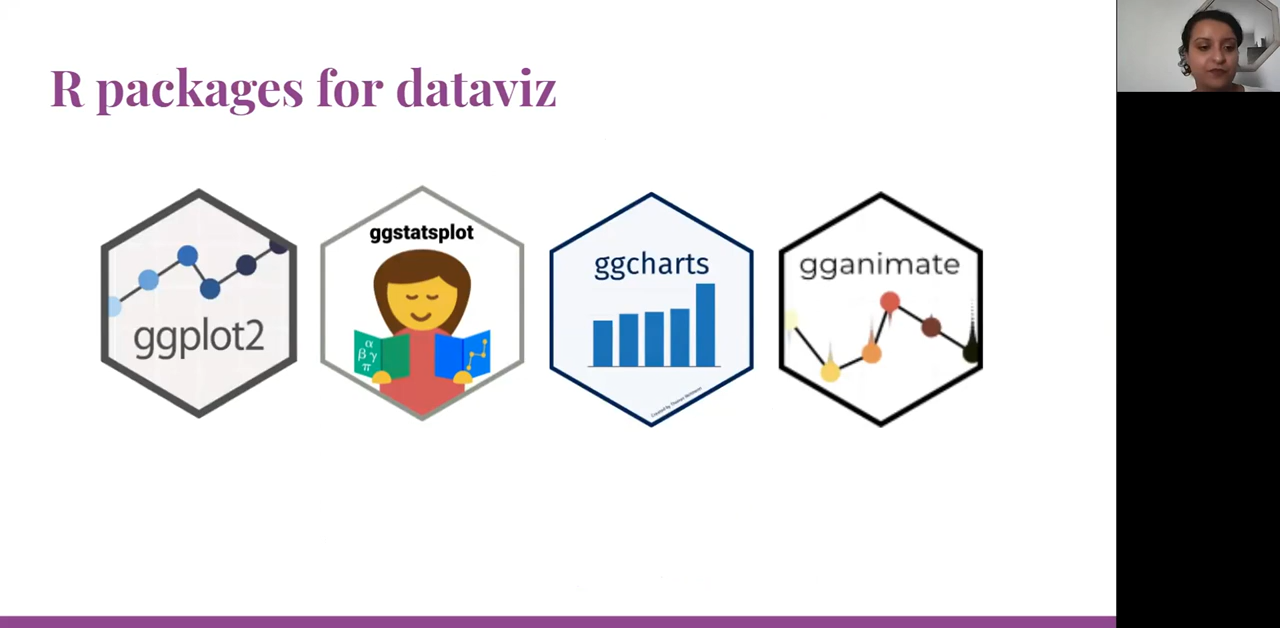 R packages for dataviz
ggplot2
ggstatsplot
α
β γ
π
ggcharts
gganimate